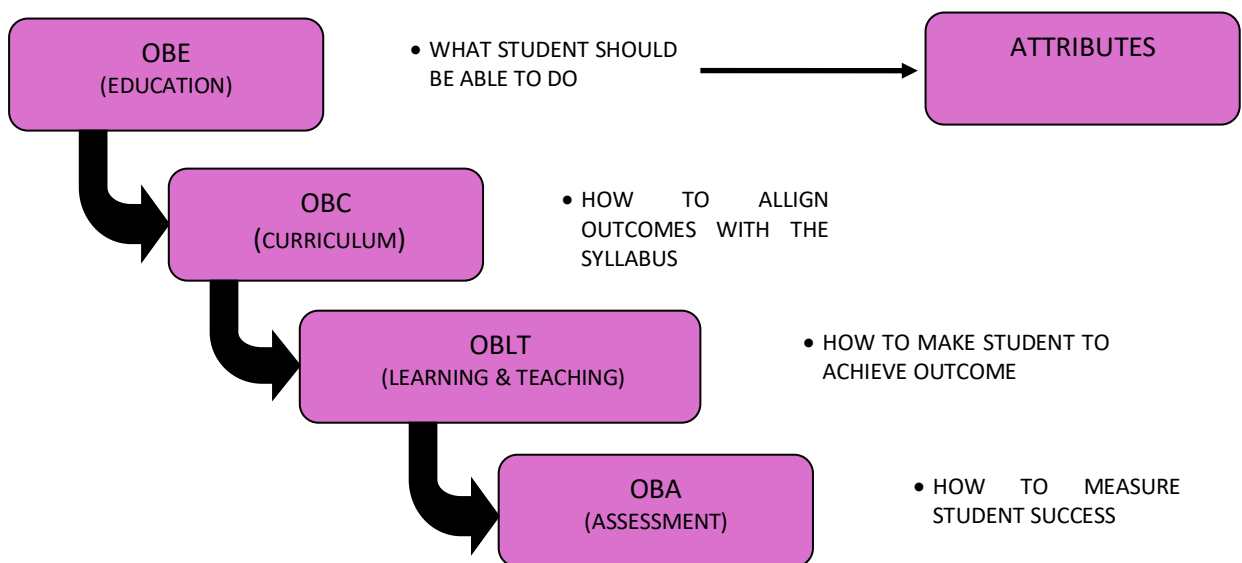 OBE
(EDUCATION)
• WHAT STUDENT SHOULD
BE ABLE TO DO
ATTRIBUTES
OBC
(CURRICULUM)
• HOW TO ALLIGN
OUTCOMES WITH THE
SYLLABUS
OBLT
(LEARNING & TEACHING)
• HOW TO MAKE STUDENT TO
ACHIEVE OUTCOME
OBA
(ASSESSMENT)
• HOW TO MEASURE
STUDENT SUCCESS